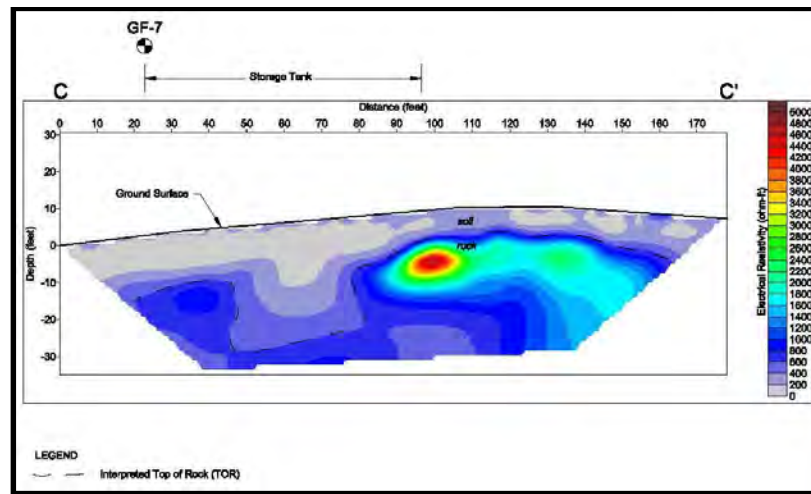 GF-7
Storage Tank
C
C'
Distance (feet)
0 10 20 30 40 50 60 70 80 90 100 110 120 130 140 150 160 170
30
20
10
0
-10
-20
-30
Depth (feet)
Ground Surface
soil
rock
Electrical Resistivity (ohm-ft)
5000
4800
4600
4400
4200
4000
3800
3600
3400
3200
3000
2800
2600
2400
2200
2000
1800
1600
1400
1200
1000
800
600
400
200
0
LEGEND
Interpreted Top of Rock (TOR)